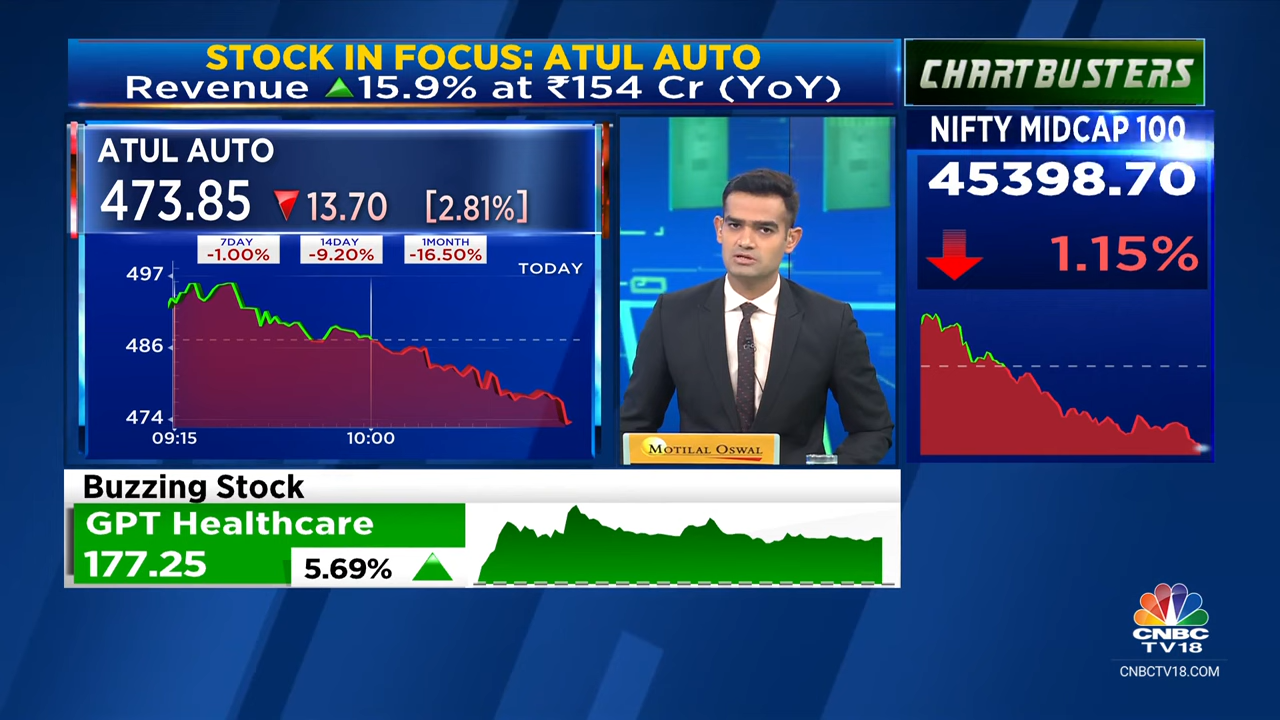 STOCK IN FOCUS: ATUL AUTO
Revenue ▲15.9% at ₹154 Cr (YoY)
CHARTBUSTERS
ATUL AUTO
473.85 ▼ 13.70 [2.81%]
7DAY
-1.00%
14DAY
-9.20%
1MONTH
-16.50%
TODAY
497
486
474
09:15
10:00
MOTILAL OSWAL
NIFTY MIDCAP 100
45398.70
1.15%
Buzzing Stock
GPT Healthcare
177.25
5.69%
CNBC
TV18
CNBCTV18.COM